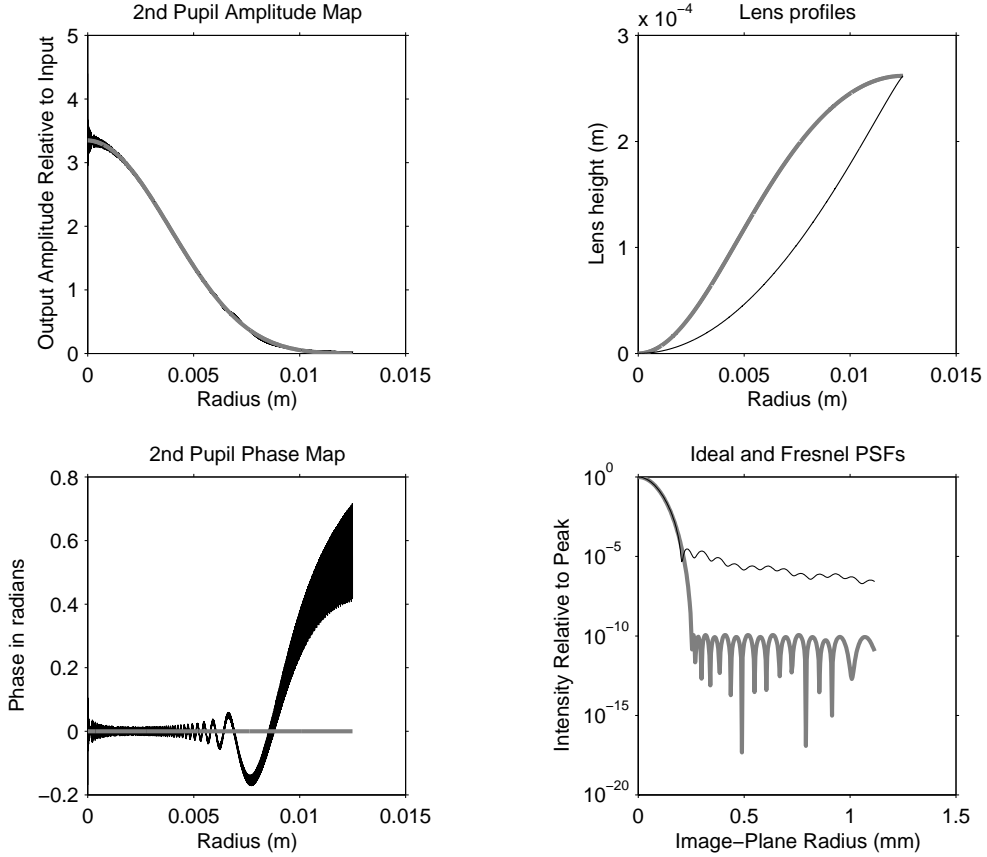 2nd Pupil Amplitude Map
Output Amplitude Relative to Input
5
4
3
2
1
0
0 0.005 0.01 0.015
Radius (m)
Lens profiles
x 10^-4
Lens height (m)
3
2
1
0
0 0.005 0.01 0.015
Radius (m)
2nd Pupil Phase Map
Phase in radians
0.8
0.6
0.4
0.2
0
−0.2
0 0.005 0.01 0.015
Radius (m)
Ideal and Fresnel PSFs
Intensity Relative to Peak
10^0
10^-5
10^-10
10^-15
10^-20
0 0.5 1 1.5
Image−Plane Radius (mm)